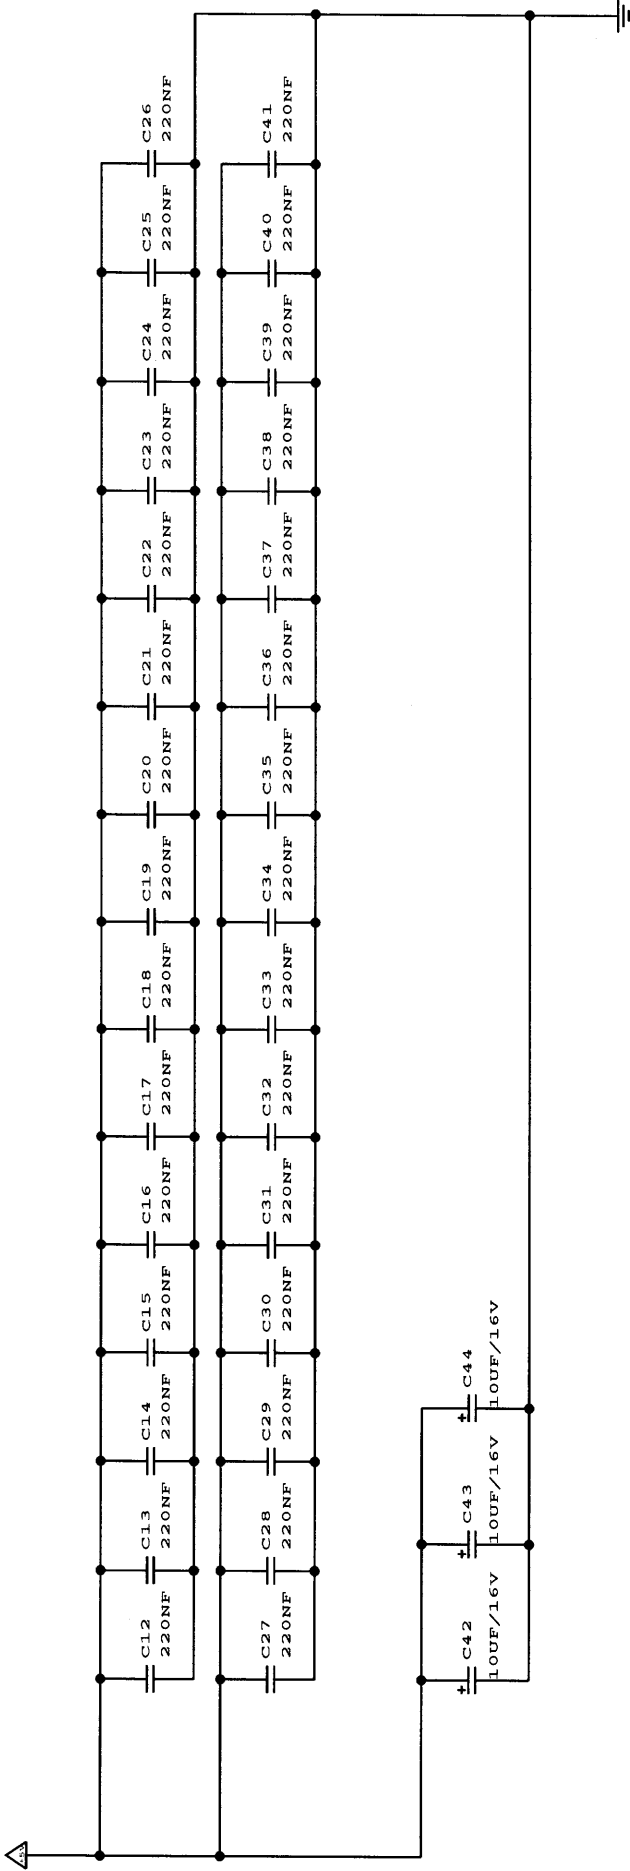 C12
220NF
C13
220NF
C14
220NF
C15
220NF
C16
220NF
C17
220NF
C18
220NF
C19
220NF
C20
220NF
C21
220NF
C22
220NF
C23
220NF
C24
220NF
C25
220NF
C26
220NF
C27
220NF
C28
220NF
C29
220NF
C30
220NF
C31
220NF
C32
220NF
C33
220NF
C34
220NF
C35
220NF
C36
220NF
C37
220NF
C38
220NF
C39
220NF
C40
220NF
C41
220NF
+ C42
10UF/16V
+ C43
10UF/16V
+ C44
10UF/16V